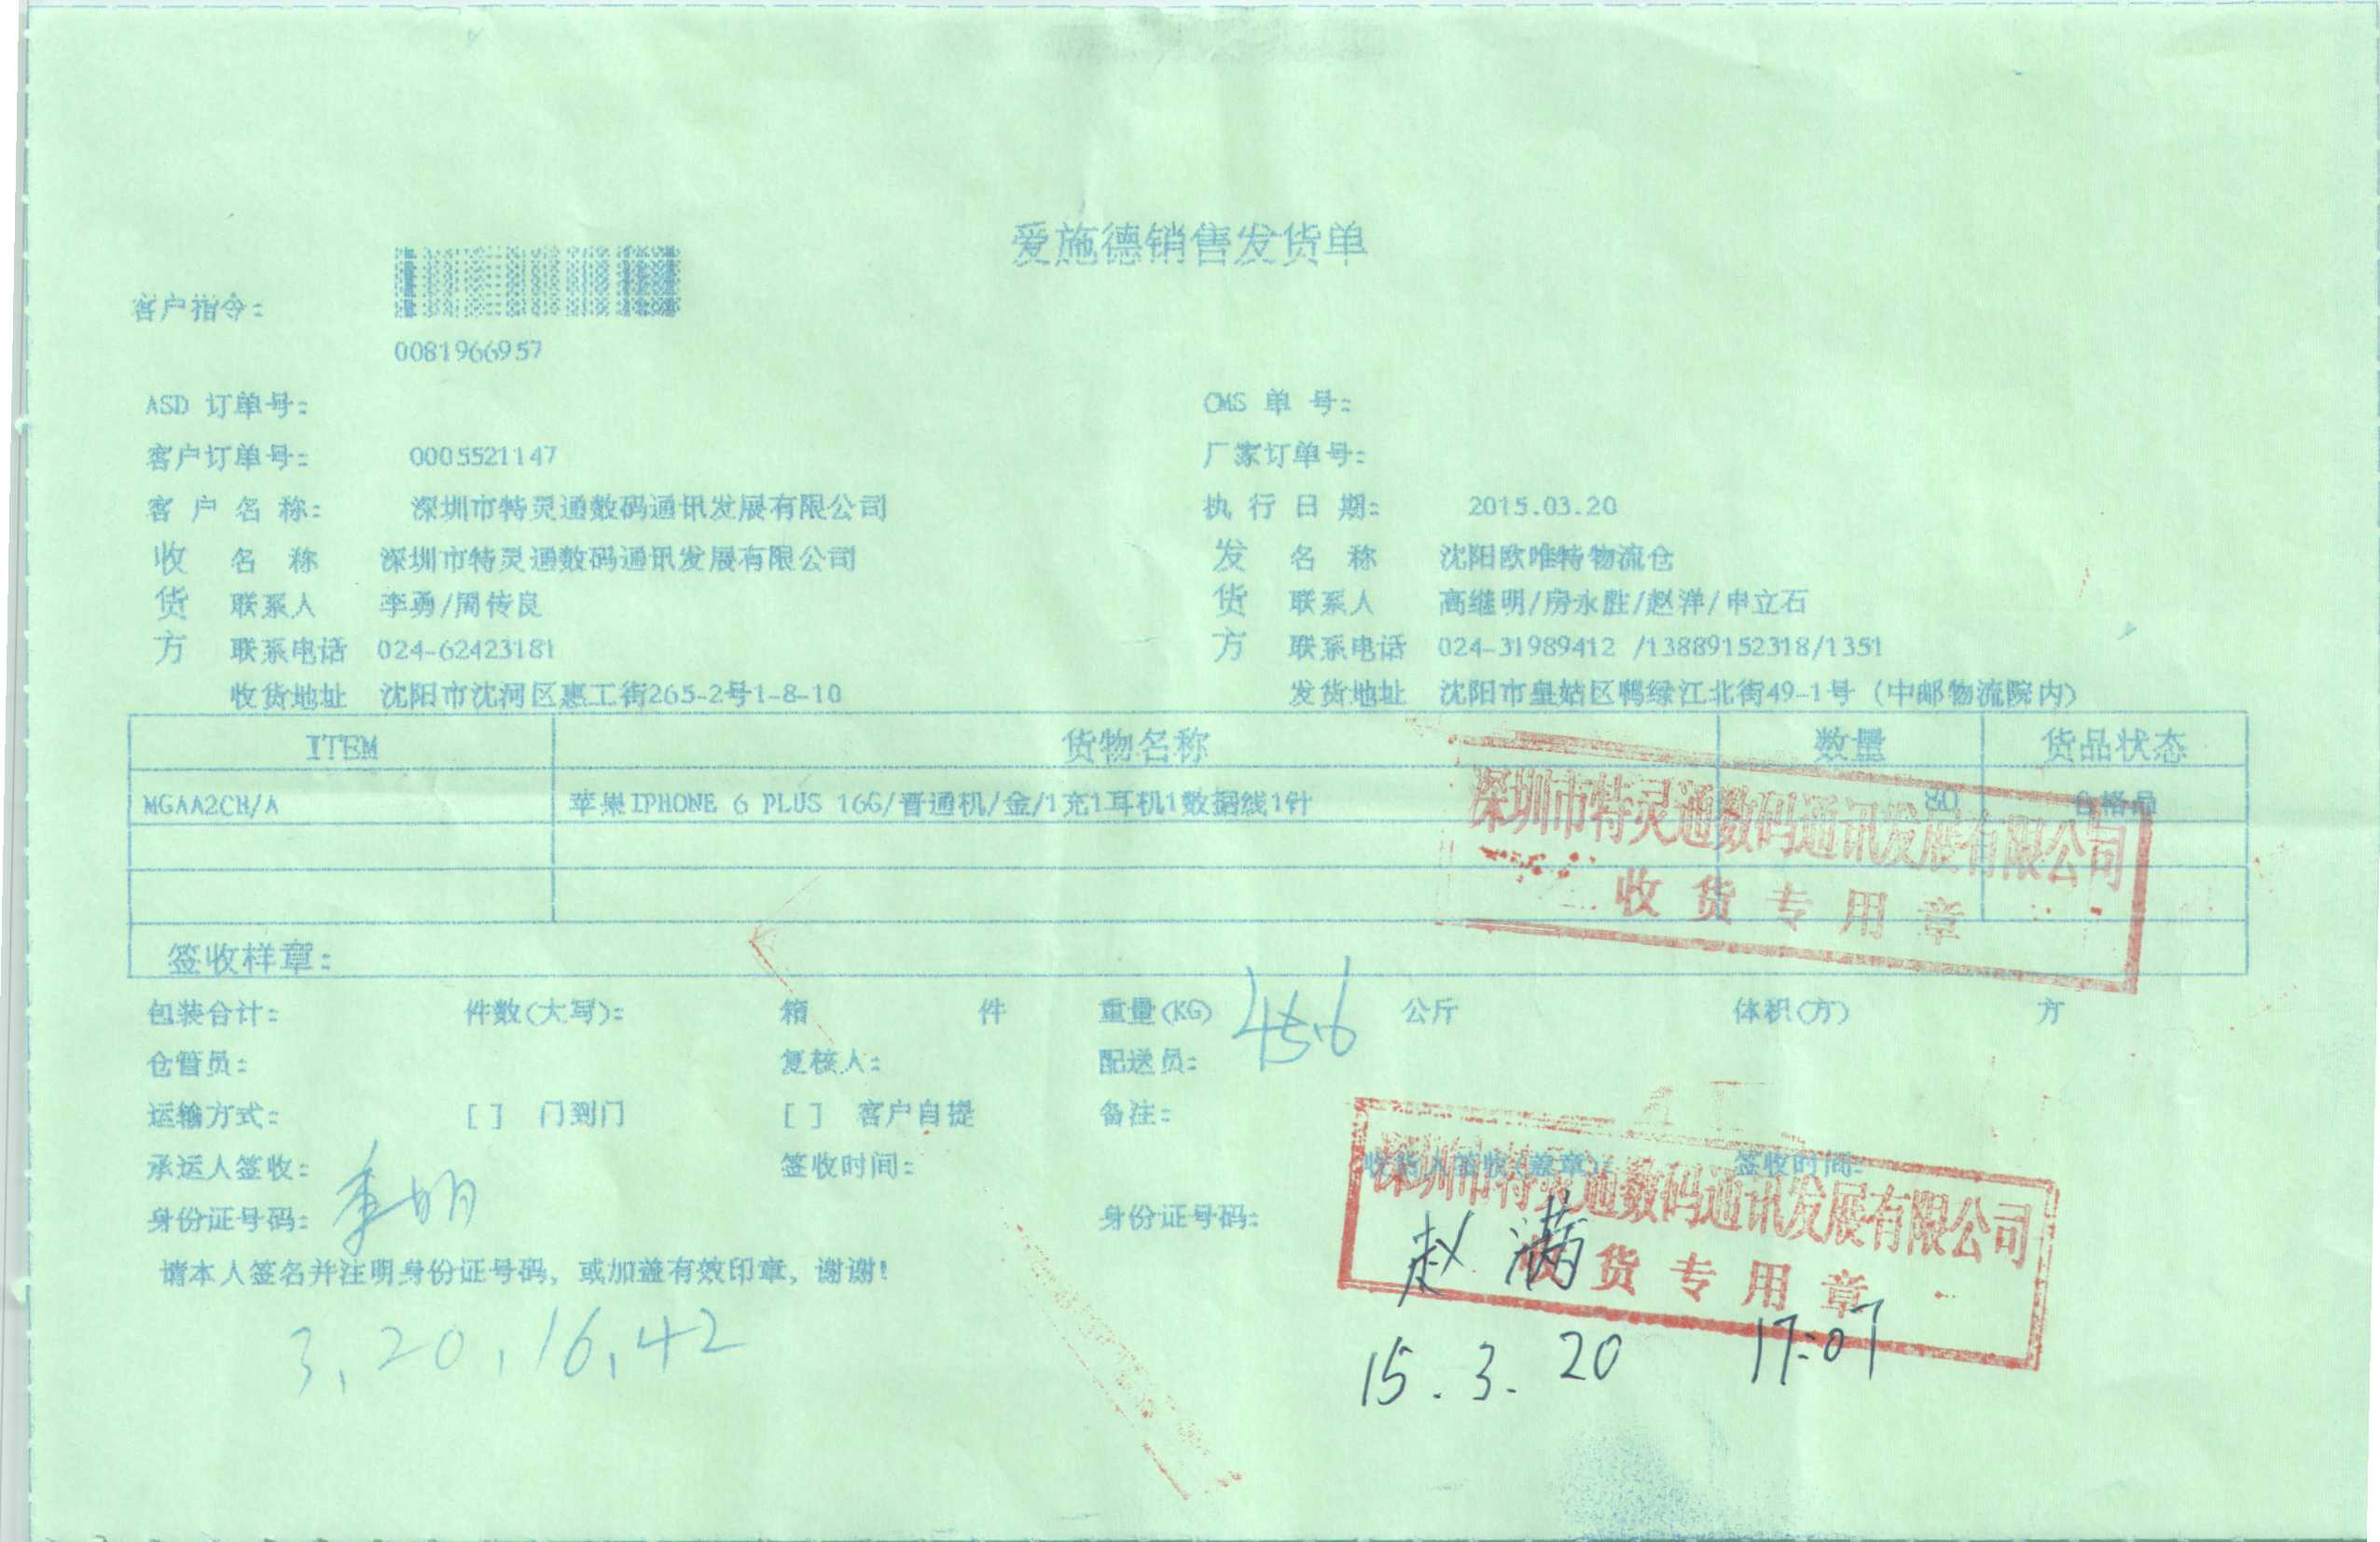 爱施德销售发货单
客户指令:
0081966957
ASD 订单号: CMS 单 号:
客户订单号: 0005521147 厂家订单号:
客 户 名 称: 深圳市特灵通数码通讯发展有限公司 执 行 日 期: 2015.03.20
收 名 称 深圳市特灵通数码通讯发展有限公司 发 名 称 沈阳欧唯特物流仓
货 联系人 李勇/周传良 货 联系人 高继明/房永胜/赵洋/申立石
方 联系电话 024-62423181 方 联系电话 024-31989412 /13889152318/1351
收货地址 沈阳市沈河区惠工街265-2号1-8-10 发货地址 沈阳市皇姑区鸭绿江北街49-1号 (中邮物流院内)
ITEM 货物名称 数量 货品状态
MGAA2CH/A 苹果IPHONE 6 PLUS 16G/普通机/金/1充1耳机1数据线1针 80 合格品
深圳市特灵通数码通讯发展有限公司
收货专用章
签收样章:
包装合计: 件数(大写): 箱 件 重量(KG) 45.6 公斤 体积(方) 方
仓管员: 复核人: 配送员:
运输方式: [ ] 门到门 [ ] 客户自提 备注:
承运人签收: 签收时间: 收货人签收(盖章): 签收时间:
深圳市特灵通数码通讯发展有限公司
身份证号码: 身份证号码:
赵满
收货专用章
请本人签名并注明身份证号码, 或加盖有效印章, 谢谢!
3,20,16,42
15.3.20 17:07